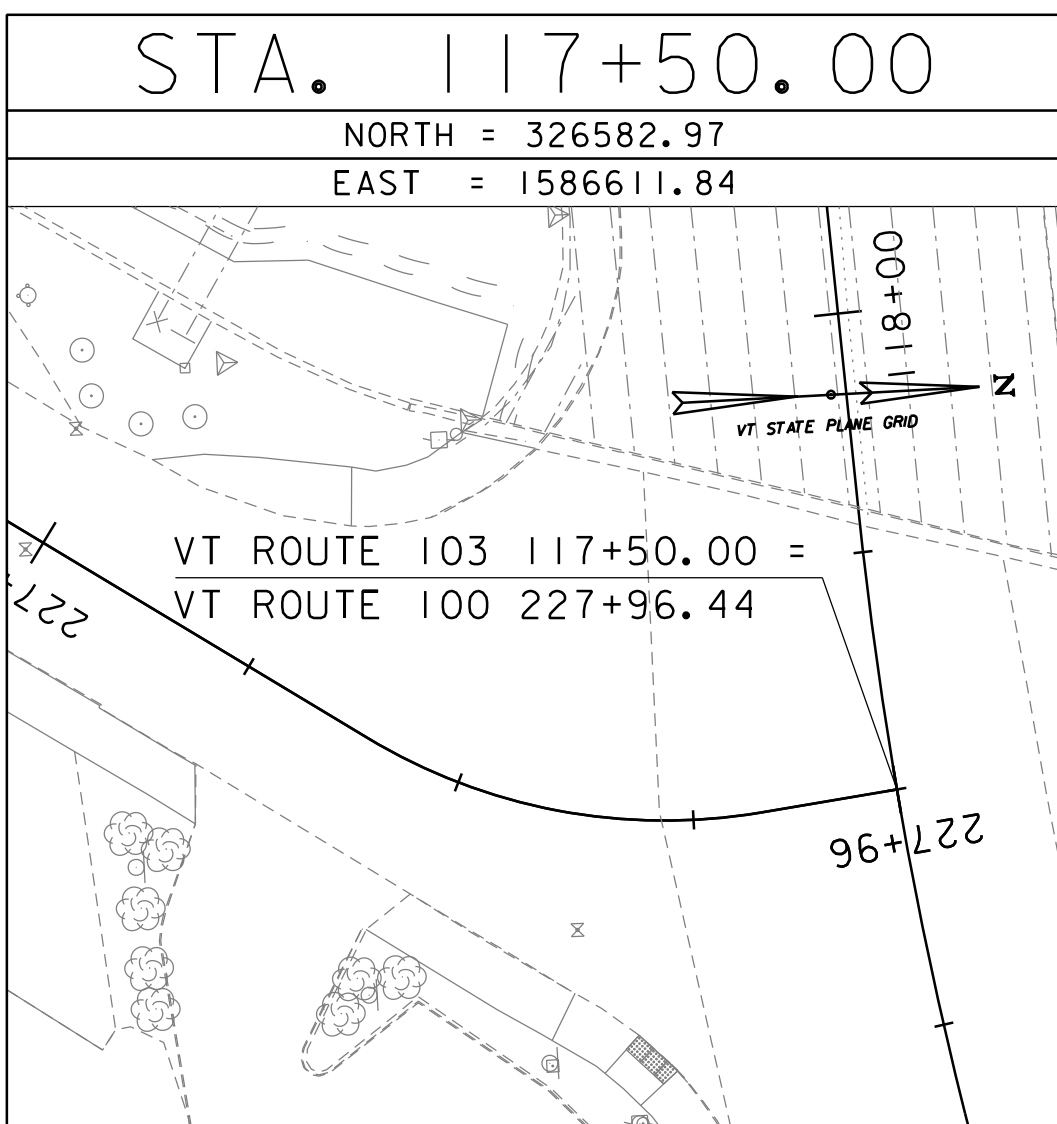 STA. 117+50.00
NORTH = 326582.97
EAST = 1586611.84
118+00
N
VT STATE PLANE GRID
VT ROUTE 103 117+50.00 =
VT ROUTE 100 227+96.44
227+
227+96